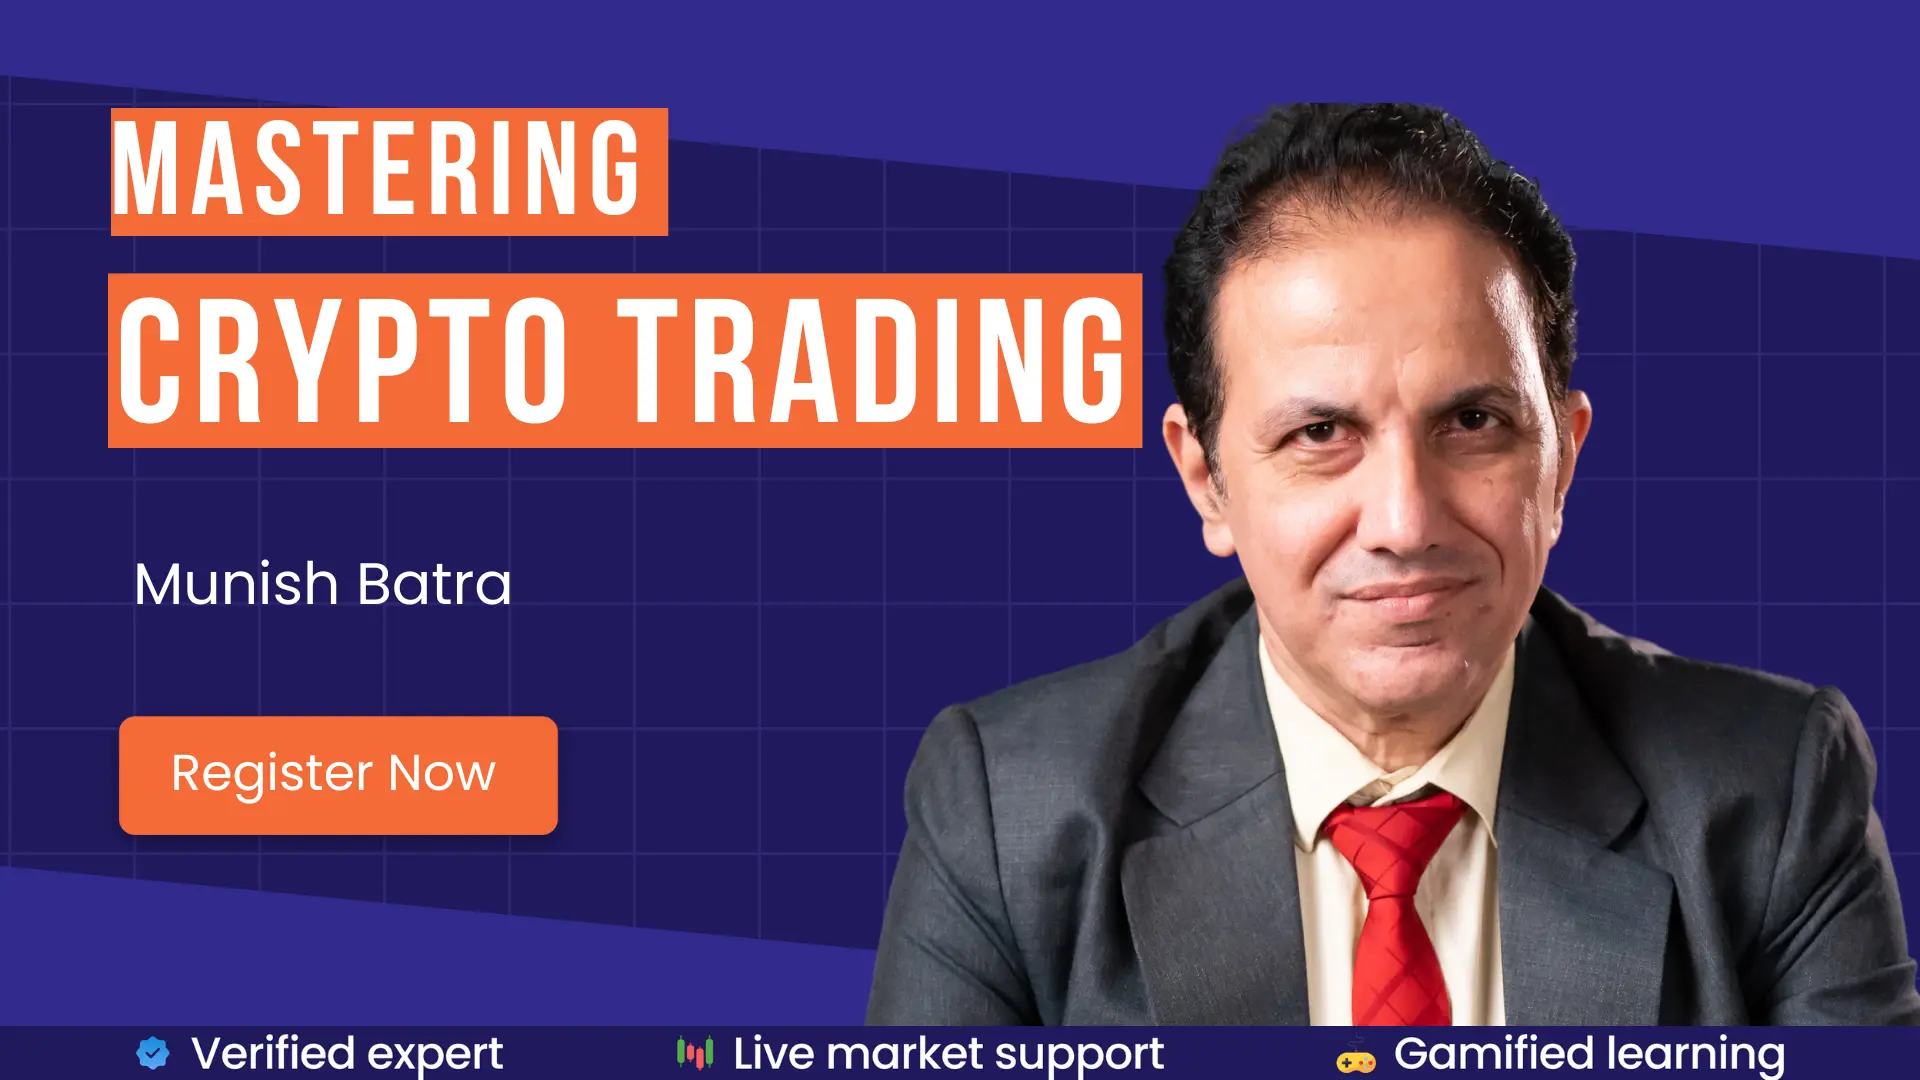 MASTERING
CRYPTO TRADING
Munish Batra
Register Now
Verified expert
Live market support
Gamified learning